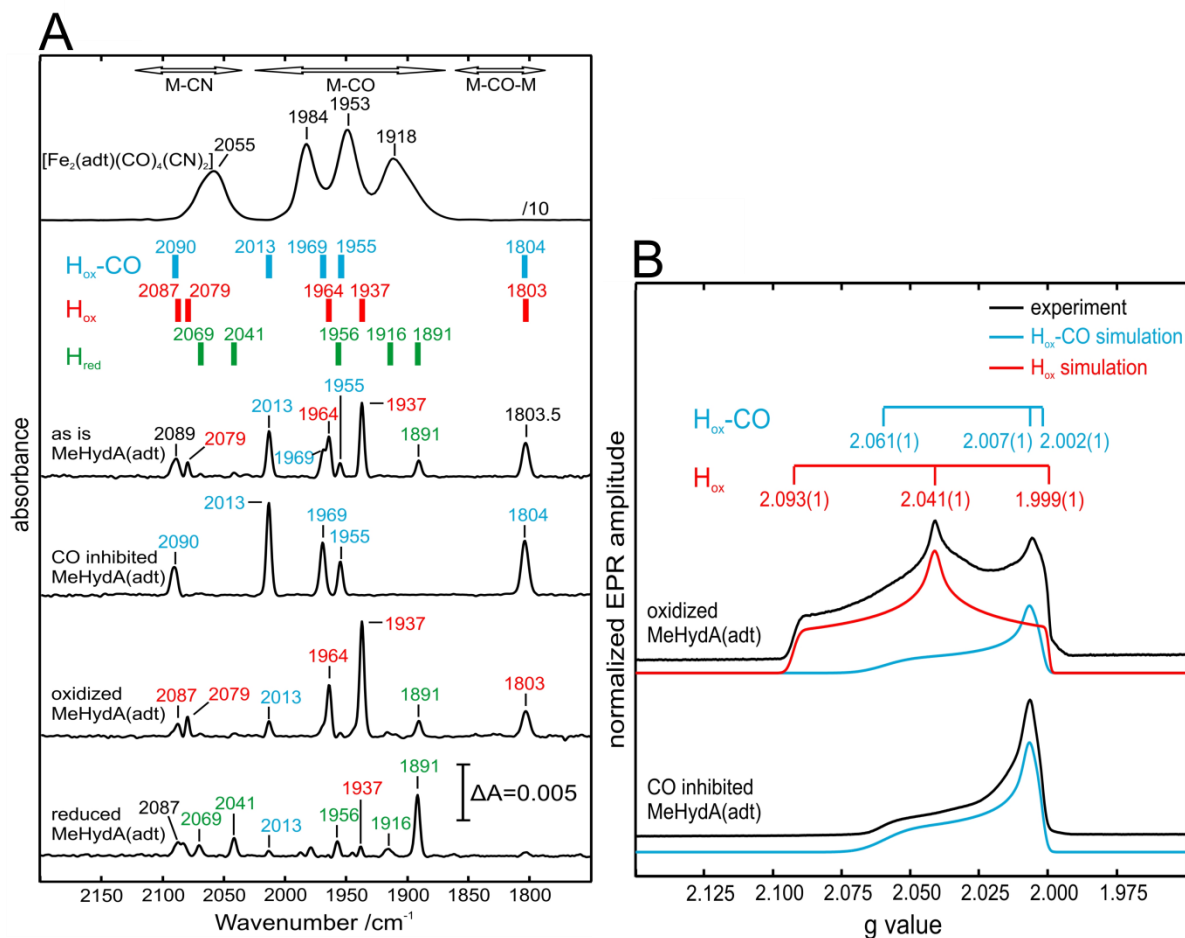 A
M-CN M-CO M-CO-M
1953
1984
1918
2055
[Fe₂(adt)(CO)₄(CN)₂]
/10
2090 2013 1969 1955 1804
Hox-CO
2087 2079 1964 1937 1803
Hox
2069 2041 1956 1916 1891
Hred
1955
2013 1964 1937
as is
MeHydA(adt)
2089 2079 1969 1891 1803.5
2013 1969 1955 1804
CO inhibited
MeHydA(adt)
2090
1937
1964
oxidized
MeHydA(adt)
2087 2079 2013 1891 1803
1891
ΔA=0.005
reduced
MeHydA(adt)
2087 2069 2041 2013 1956 1937 1916
absorbance
2150 2100 2050 2000 1950 1900 1850 1800
Wavenumber /cm⁻¹
B
experiment
Hox-CO simulation
Hox simulation
Hox-CO
2.061(1) 2.007(1) 2.002(1)
Hox
2.093(1) 2.041(1) 1.999(1)
oxidized
MeHydA(adt)
CO inhibited
MeHydA(adt)
normalized EPR amplitude
2.125 2.100 2.075 2.050 2.025 2.000 1.975
g value